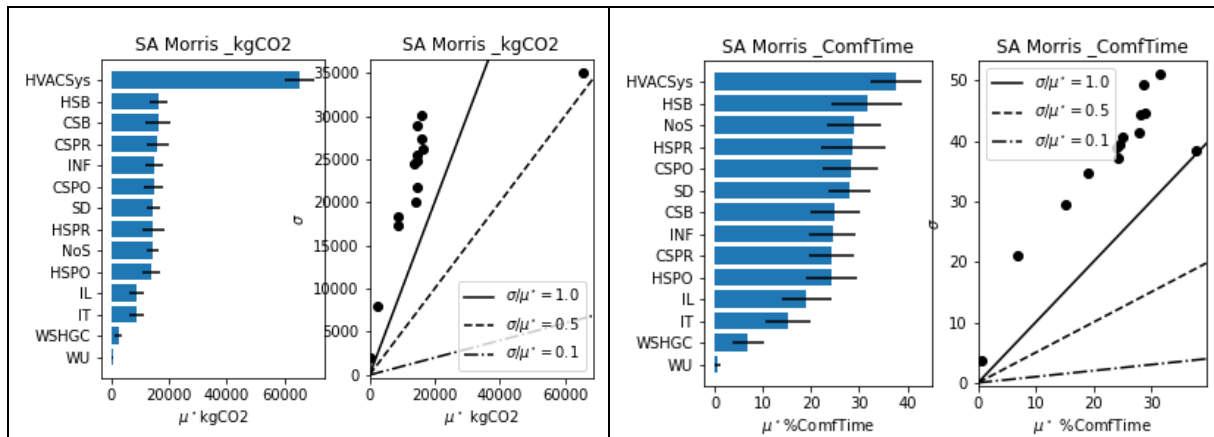 SA Morris _kgCO2
HVACSys
HSB
CSB
CSPR
INF
CSPO
SD
HSPR
NoS
HSPO
IL
IT
WSHGC
WU
0 20000 40000 60000
μ* kgCO2
SA Morris _kgCO2
35000
30000
25000
20000
15000
10000
5000
0
σ
σ/μ* = 1.0
σ/μ* = 0.5
σ/μ* = 0.1
0 20000 40000 60000
μ* kgCO2
SA Morris _ComfTime
HVACSys
HSB
NoS
HSPR
CSPO
SD
CSB
INF
CSPR
HSPO
IL
IT
WSHGC
WU
0 10 20 30 40
μ* %ComfTime
SA Morris _ComfTime
50
40
30
20
10
0
σ
σ/μ* = 1.0
σ/μ* = 0.5
σ/μ* = 0.1
0 10 20 30
μ* %ComfTime